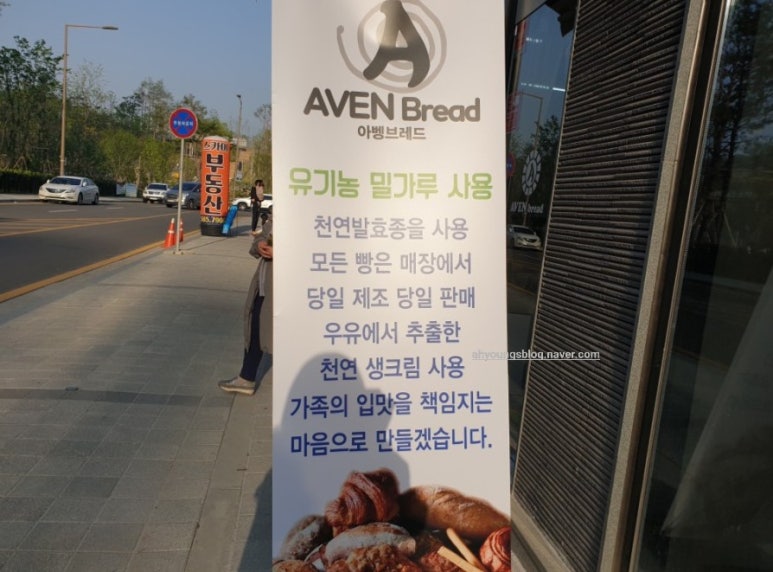 AVEN Bread
아벵브레드
유기농 밀가루 사용
천연발효종을 사용
모든 빵은 매장에서
당일 제조 당일 판매
우유에서 추출한
천연 생크림 사용
가족의 입맛을 책임지는
마음으로 만들겠습니다.
부동산
AVEN Bread
ahyoungsblog.naver.com